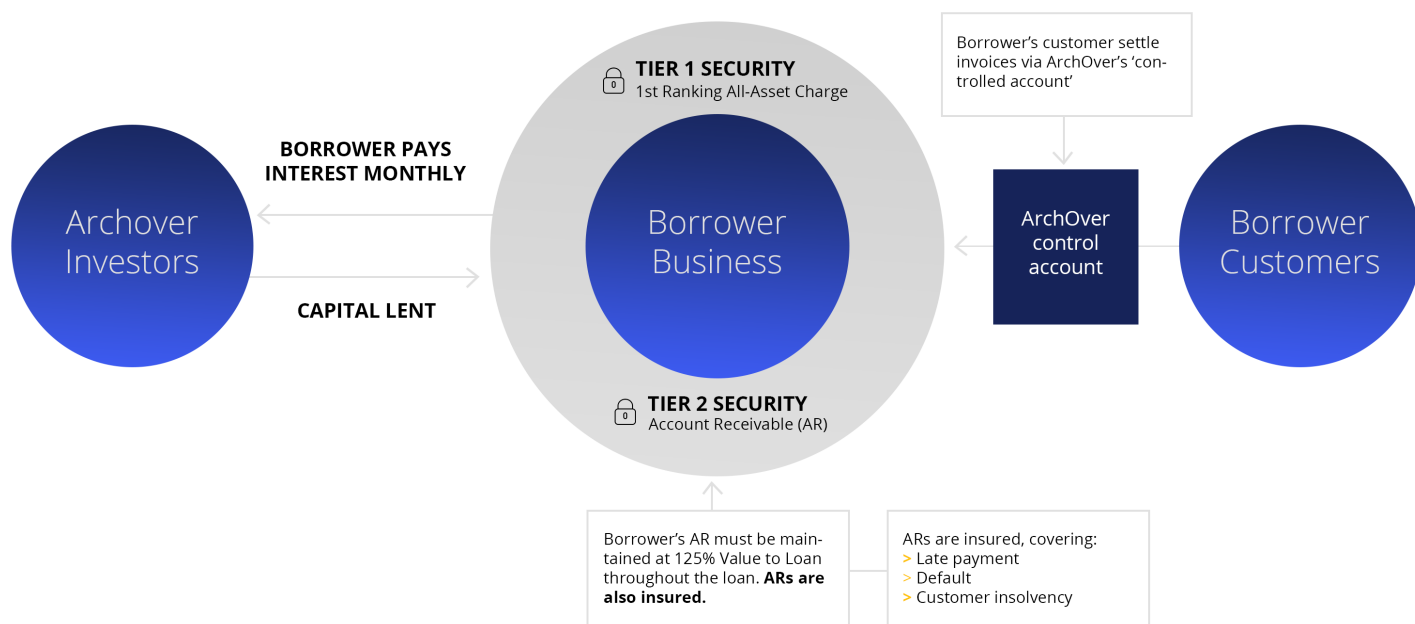 Borrower’s customer settle
invoices via ArchOver’s ‘con-
trolled account’
TIER 1 SECURITY
1st Ranking All-Asset Charge
0
BORROWER PAYS
INTEREST MONTHLY
Archover
Investors
CAPITAL LENT
Borrower
Business
ArchOver
control
account
Borrower
Customers
TIER 2 SECURITY
Account Receivable (AR)
0
Borrower’s AR must be main-
tained at 125% Value to Loan
throughout the loan. ARs are
also insured.
ARs are insured, covering:
> Late payment
> Default
> Customer insolvency